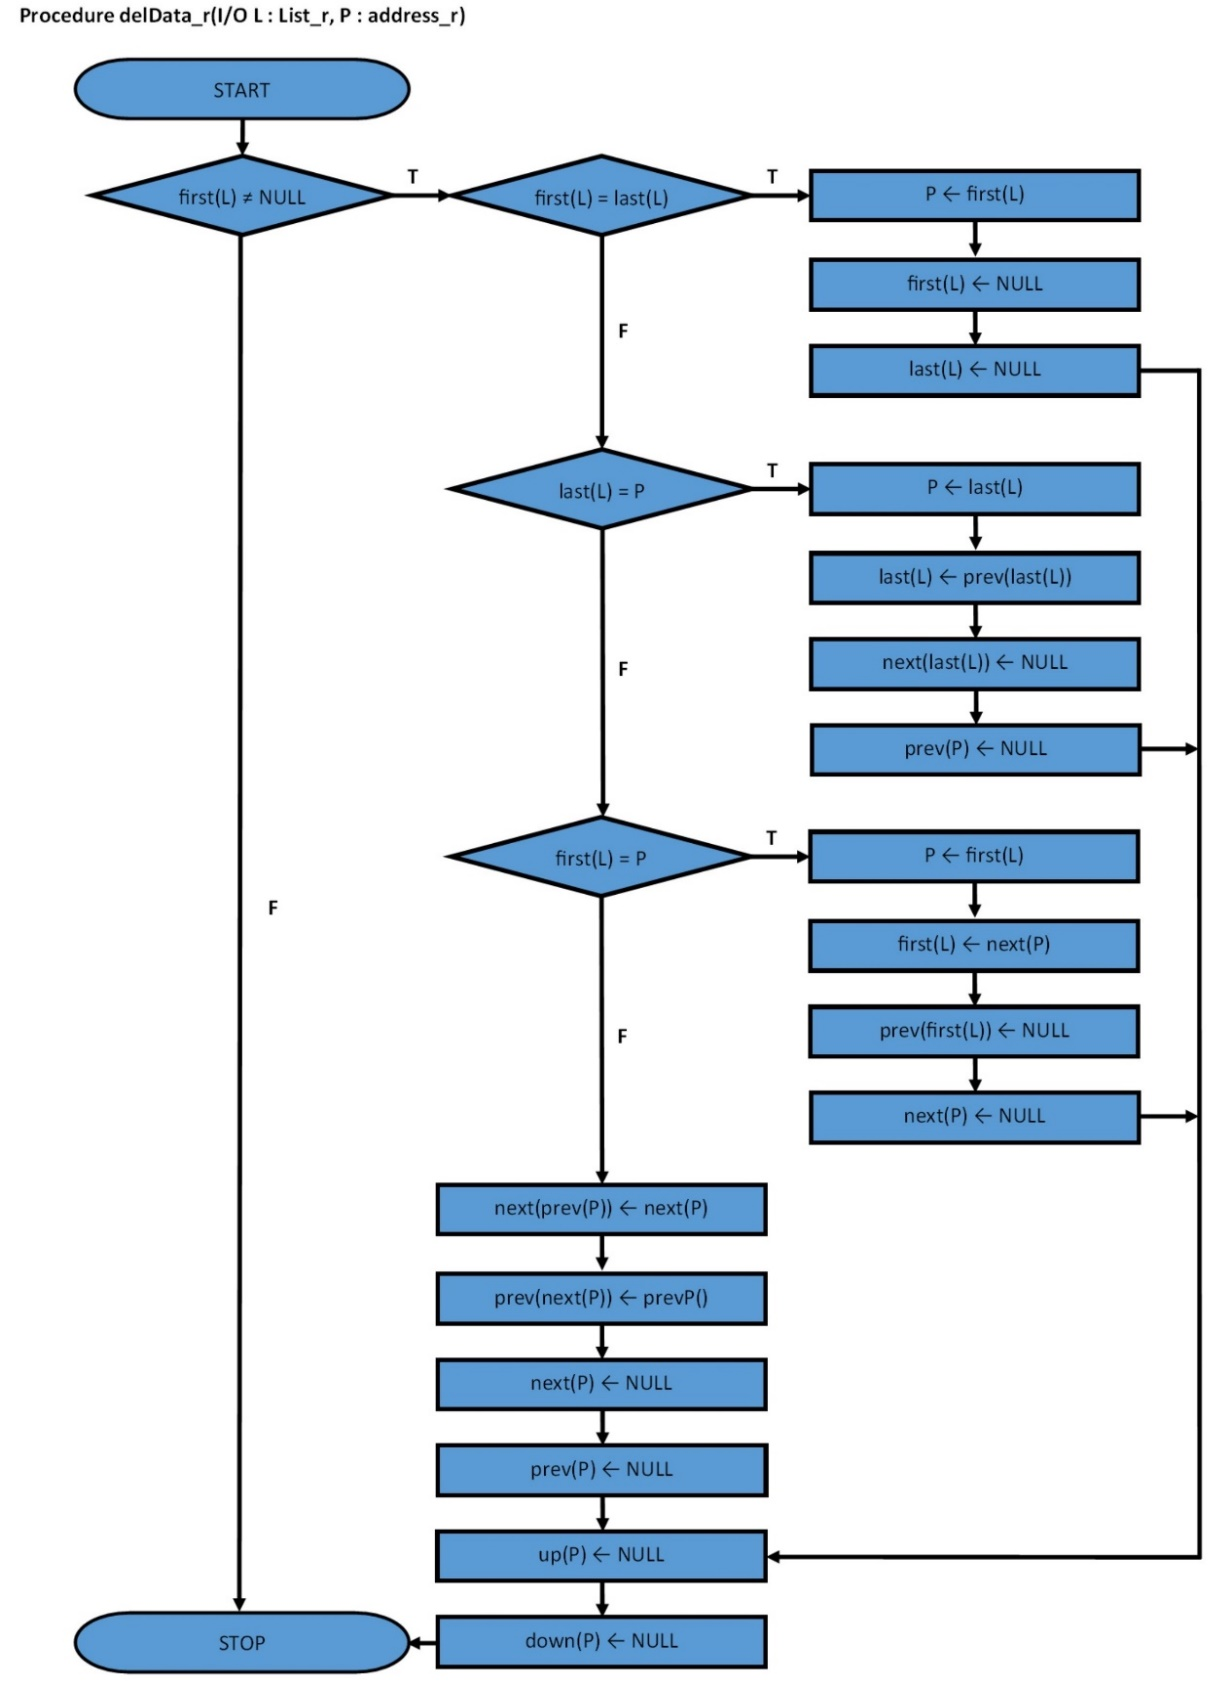 Procedure delData_r(I/O L : List_r, P : address_r)
START
first(L) ≠ NULL
T
first(L) = last(L)
T
P ← first(L)
first(L) ← NULL
F
last(L) ← NULL
last(L) = P
T
P ← last(L)
last(L) ← prev(last(L))
F
next(last(L)) ← NULL
prev(P) ← NULL
first(L) = P
T
P ← first(L)
F
first(L) ← next(P)
F
prev(first(L)) ← NULL
next(P) ← NULL
next(prev(P)) ← next(P)
prev(next(P)) ← prevP()
next(P) ← NULL
prev(P) ← NULL
up(P) ← NULL
down(P) ← NULL
STOP